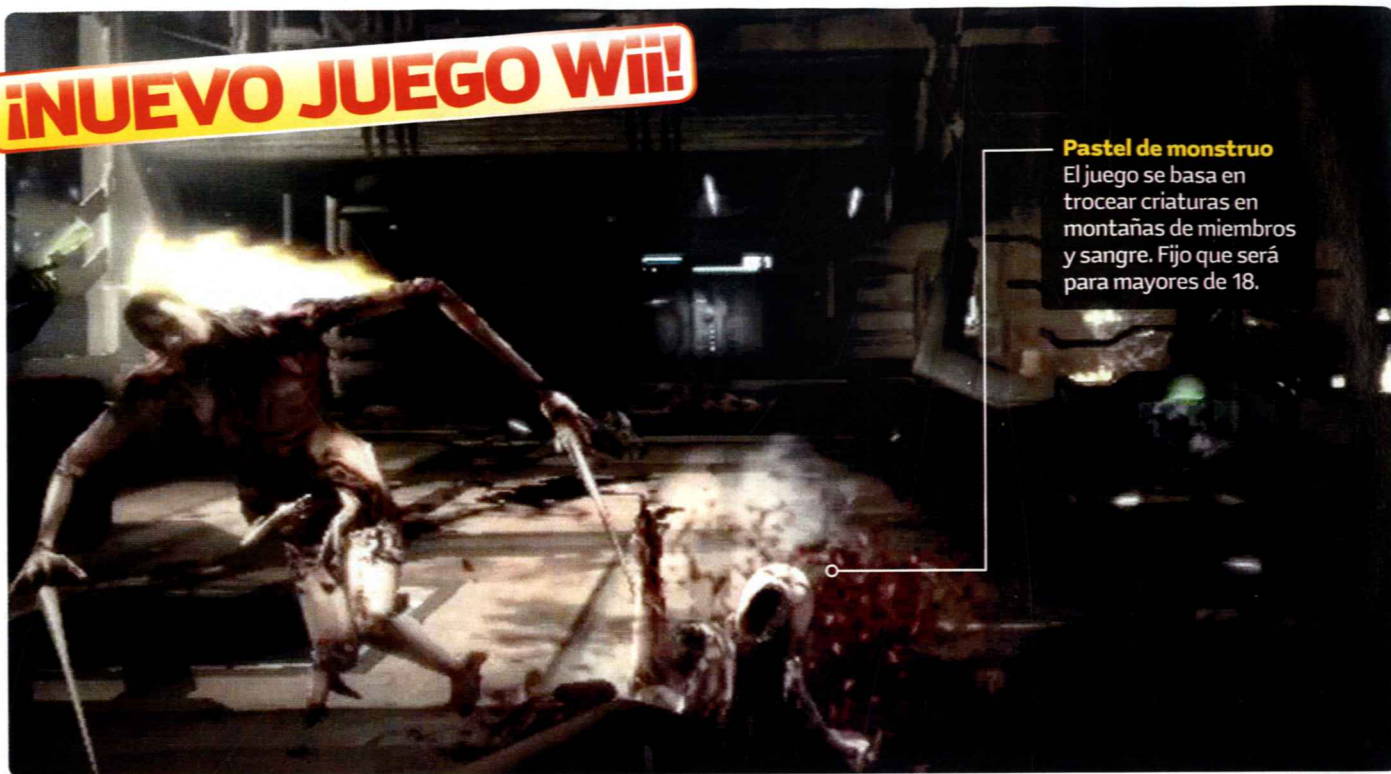 ¡NUEVO JUEGO Wii!
Pastel de monstruo
El juego se basa en
trocear criaturas en
montañas de miembros
y sangre. Fijo que será
para mayores de 18.